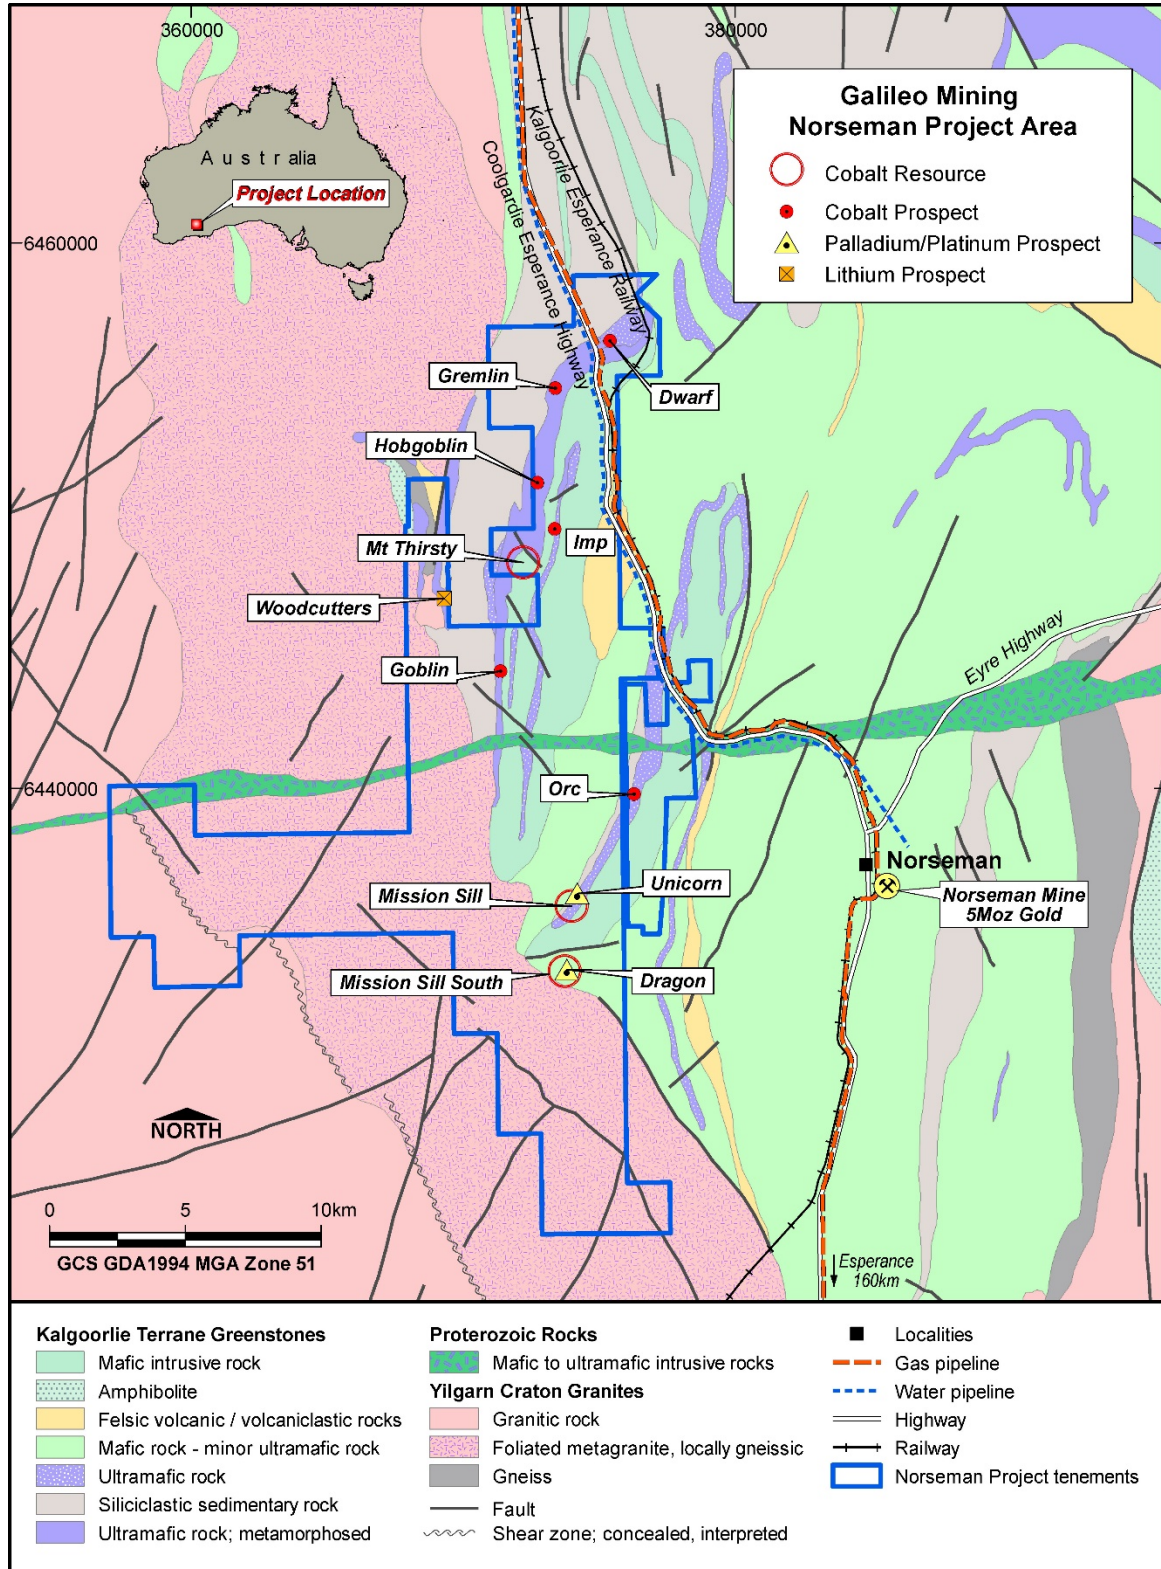 360000
380000
6460000
6440000
Australia
Project Location
Galileo Mining
Norseman Project Area
Cobalt Resource
Cobalt Prospect
Palladium/Platinum Prospect
Lithium Prospect
Kalgoorlie Esperance Railway
Coolgardie Esperance Highway
Gremlin
Dwarf
Hobgoblin
Mt Thirsty
Imp
Woodcutters
Goblin
Eyre Highway
Orc
Norseman
Mission Sill
Unicorn
Norseman Mine
5Moz Gold
Mission Sill South
Dragon
NORTH
0 5 10km
GCS GDA1994 MGA Zone 51
Esperance
160km
Kalgoorlie Terrane Greenstones
Mafic intrusive rock
Amphibolite
Felsic volcanic / volcaniclastic rocks
Mafic rock - minor ultramafic rock
Ultramafic rock
Siliciclastic sedimentary rock
Ultramafic rock; metamorphosed
Proterozoic Rocks
Mafic to ultramafic intrusive rocks
Yilgarn Craton Granites
Granitic rock
Foliated metagranite, locally gneissic
Gneiss
Fault
Shear zone; concealed, interpreted
Localities
Gas pipeline
Water pipeline
Highway
Railway
Norseman Project tenements